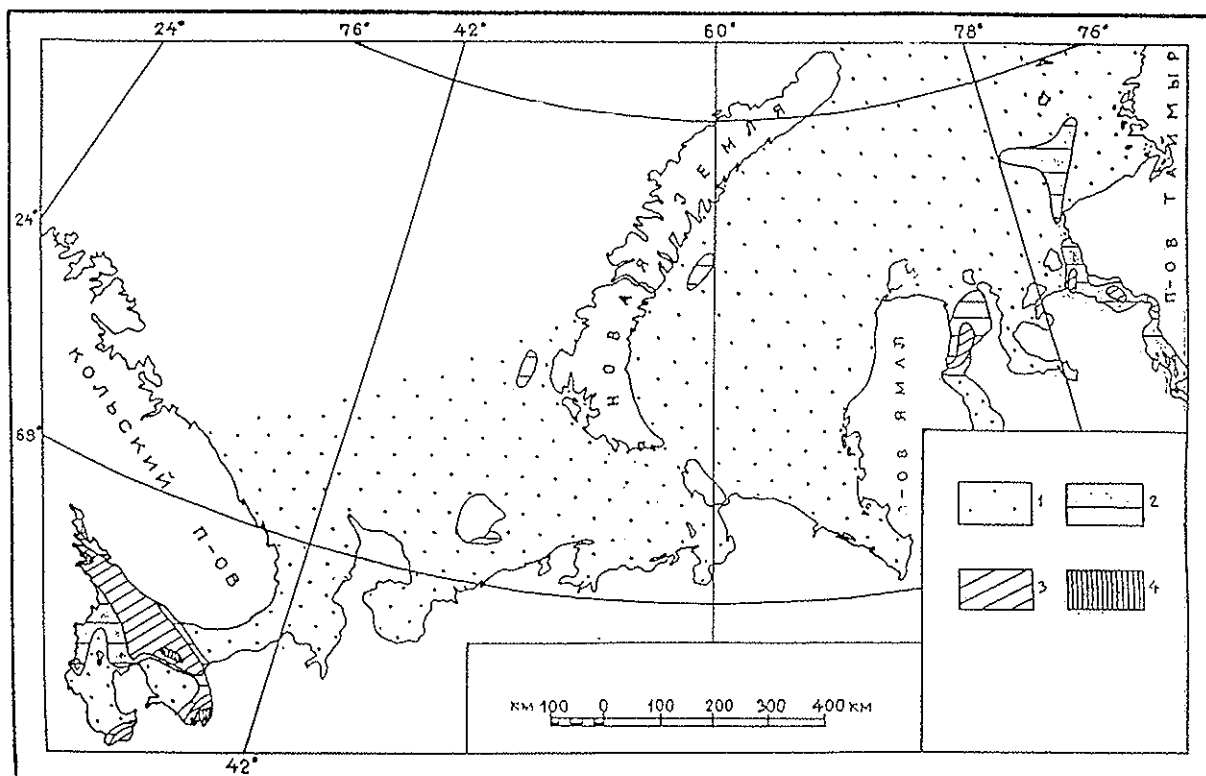 24° 76° 42° 60° 78° 76°
24°
68°
42°
КОЛЬСКИЙ
П-ОВ
НОВАЯ ЗЕМЛЯ
П-ОВ ЯМАЛ
П-ОВ ТАЙМЫР
1 2
3 4
КМ 100 0 100 200 300 400 КМ